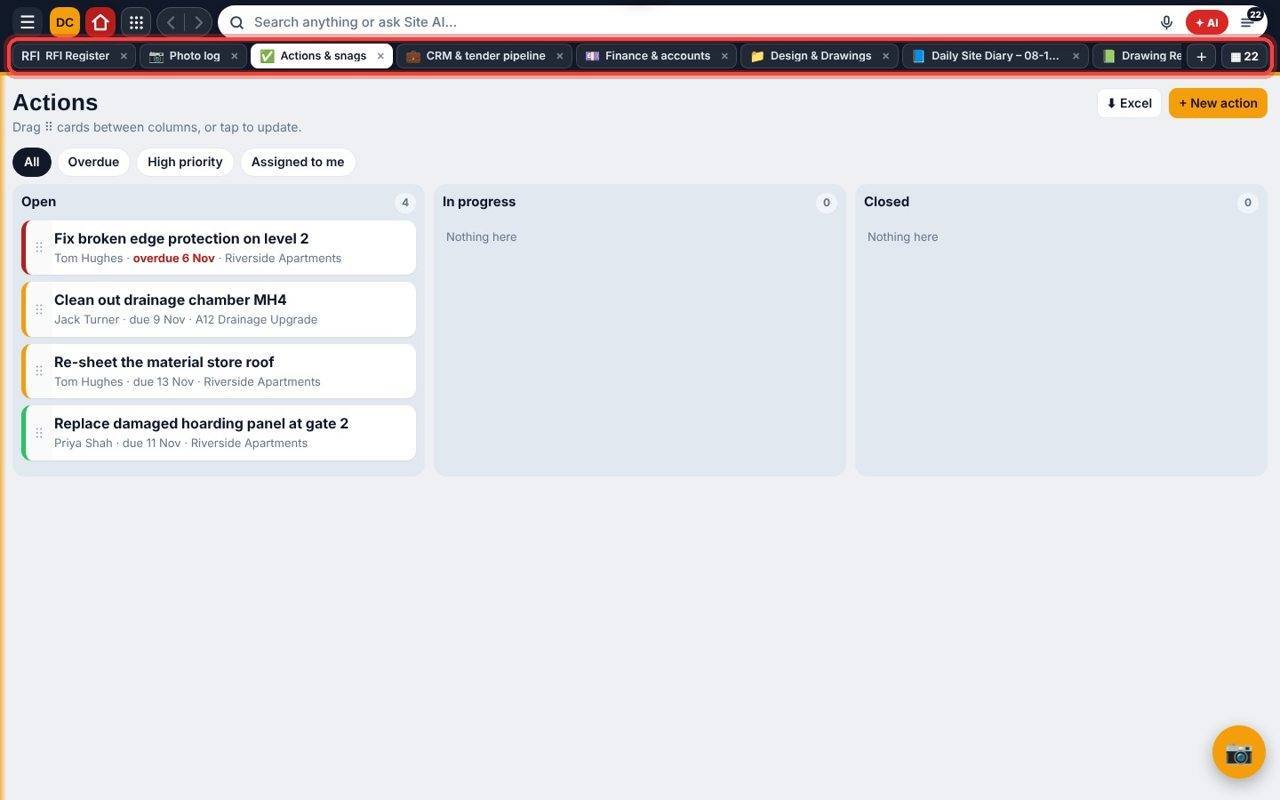 DC
Search anything or ask Site AI...
AI
22
RFI RFI Register ×
Photo log ×
Actions & snags ×
CRM & tender pipeline ×
Finance & accounts ×
Design & Drawings ×
Daily Site Diary – 08-1... ×
Drawing Re
+
22
Actions
Excel
+ New action
Drag ⠿ cards between columns, or tap to update.
All
Overdue
High priority
Assigned to me
Open
4
Fix broken edge protection on level 2
Tom Hughes · overdue 6 Nov · Riverside Apartments
Clean out drainage chamber MH4
Jack Turner · due 9 Nov · A12 Drainage Upgrade
Re-sheet the material store roof
Tom Hughes · due 13 Nov · Riverside Apartments
Replace damaged hoarding panel at gate 2
Priya Shah · due 11 Nov · Riverside Apartments
In progress
0
Nothing here
Closed
0
Nothing here